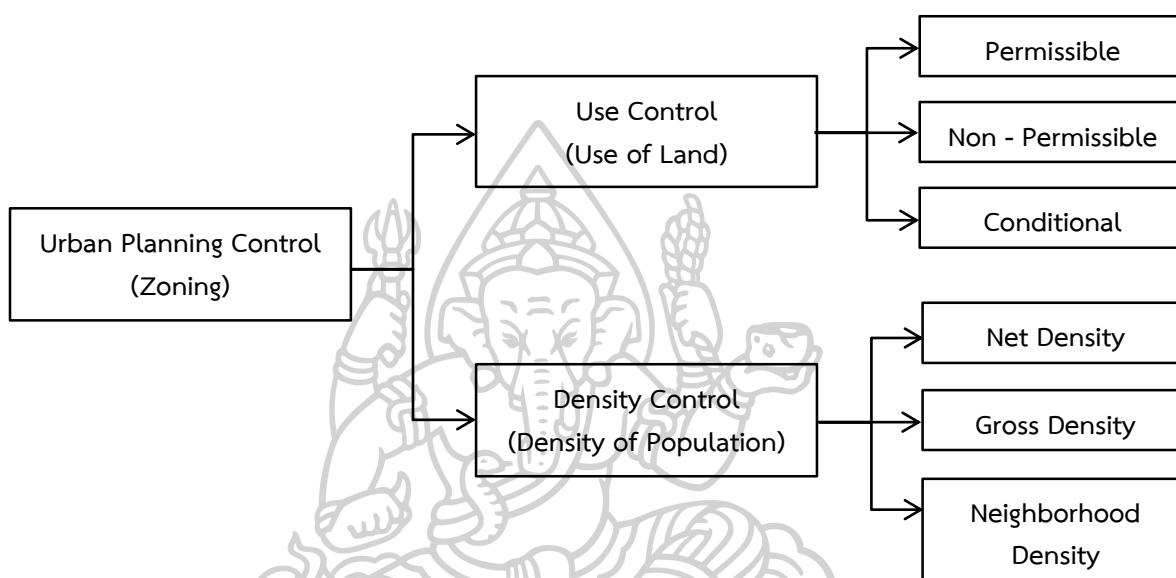 Urban Planning Control
(Zoning)
Use Control
(Use of Land)
Permissible
Non - Permissible
Conditional
Density Control
(Density of Population)
Net Density
Gross Density
Neighborhood
Density